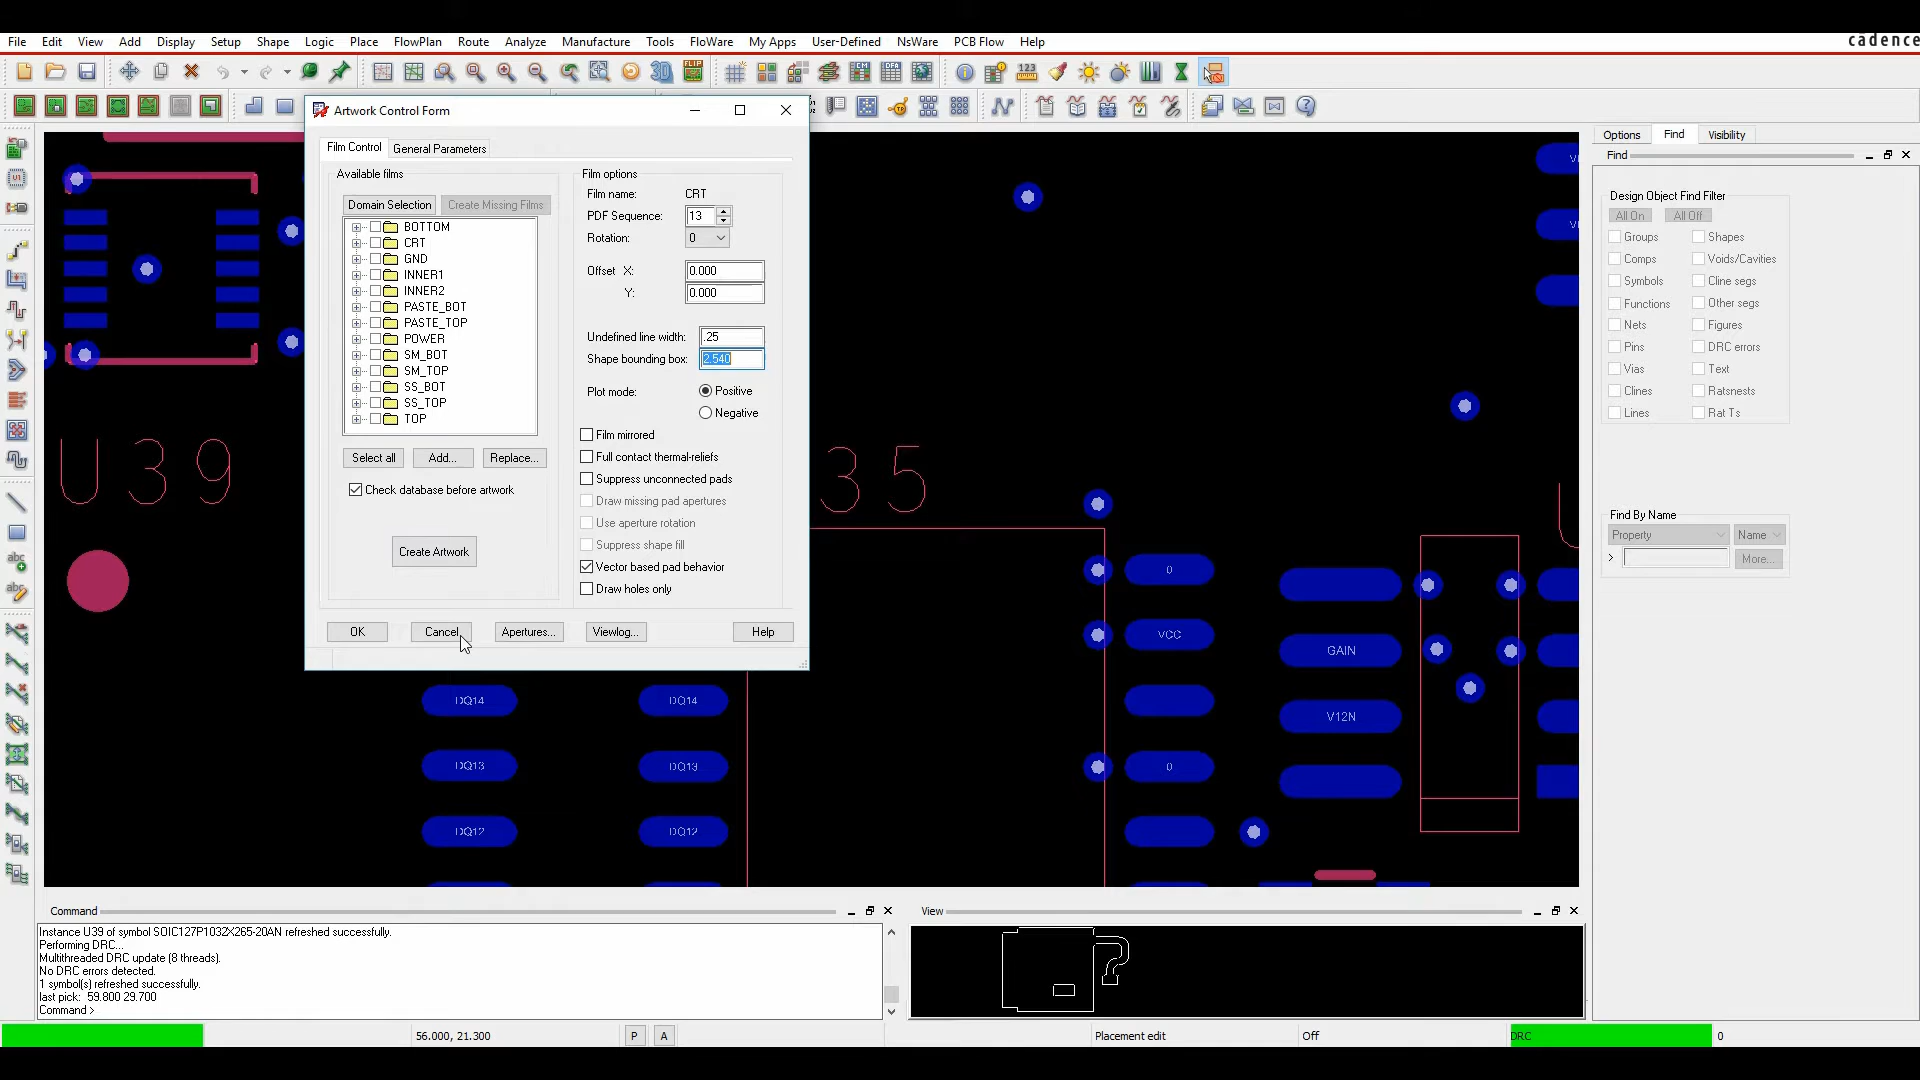 File Edit View Add Display Setup Shape Logic Place FlowPlan Route Analyze Manufacture Tools FloWare My Apps User-Defined NsWare PCB Flow Help
cadence
Artwork Control Form
Film Control General Parameters
Available films
Domain Selection Create Missing Films
BOTTOM
CRT
GND
INNER1
INNER2
PASTE_BOT
PASTE_TOP
POWER
SM_BOT
SM_TOP
SS_BOT
SS_TOP
TOP
Select all Add... Replace...
Check database before artwork
Create Artwork
Film options
Film name: CRT
PDF Sequence: 13
Rotation: 0
Offset X: 0.000
Y: 0.000
Undefined line width: .25
Shape bounding box: 2.540
Plot mode: Positive
Negative
Film mirrored
Full contact thermal-reliefs
Suppress unconnected pads
Draw missing pad apertures
Use aperture rotation
Suppress shape fill
Vector based pad behavior
Draw holes only
OK Cancel Apertures... Viewlog... Help
U39
35
0
VCC
0
GAIN
V12N
DQ14 DQ14
DQ13 DQ13
DQ12 DQ12
Options Find Visibility
Find
Design Object Find Filter
All On All Off
Groups Shapes
Comps Voids/Cavities
Symbols Cline segs
Functions Other segs
Nets Figures
Pins DRC errors
Vias Text
Clines Ratsnests
Lines Rat Ts
Find By Name
Property Name
> More...
Command
Instance U39 of symbol SOIC127P1032X265-20AN refreshed successfully.
Performing DRC...
Multithreaded DRC update (8 threads).
No DRC errors detected.
1 symbol(s) refreshed successfully.
last pick: 59.800 29.700
Command >
View
56.000, 21.300 P A Placement edit Off DRC 0